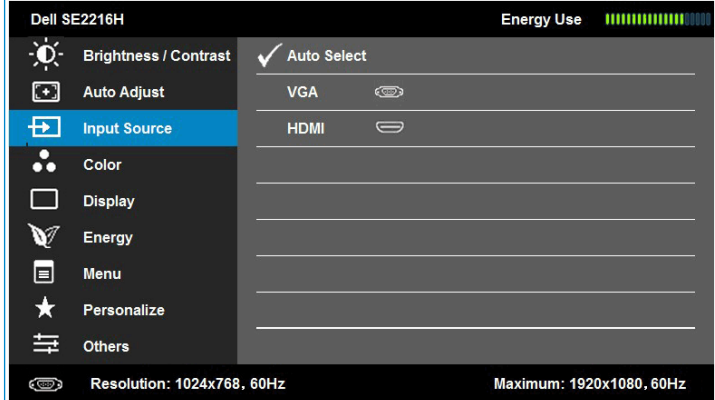 Dell SE2216H Energy Use
Brightness / Contrast Auto Select
Auto Adjust VGA
Input Source HDMI
Color
Display
Energy
Menu
Personalize
Others
Resolution: 1024x768, 60Hz Maximum: 1920x1080, 60Hz